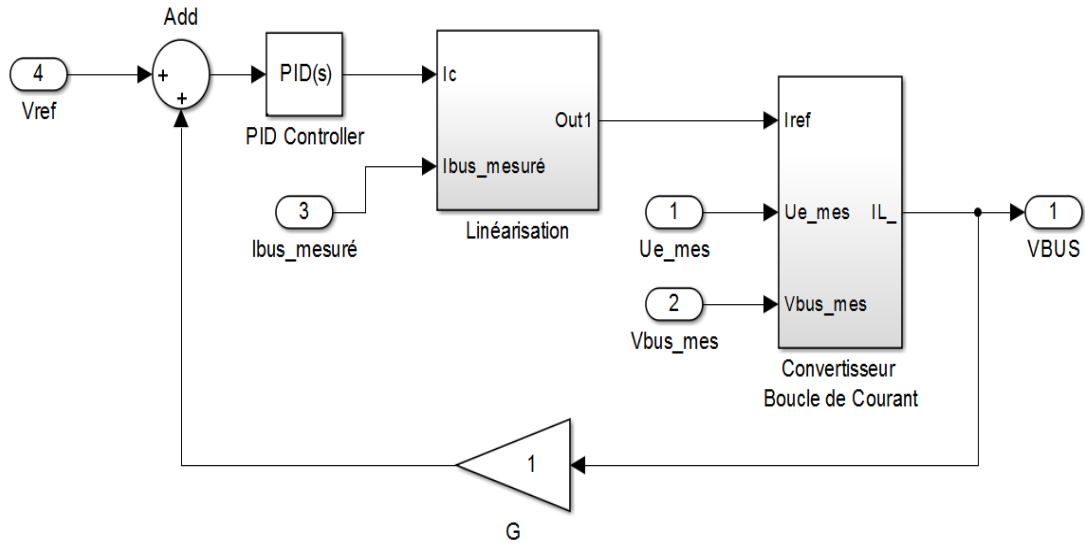 Add
4
Vref
+
+
PID(s)
PID Controller
Ic
Ibus_mesuré
Out1
Linéarisation
3
Ibus_mesuré
1
Ue_mes
2
Vbus_mes
Iref
Ue_mes
IL_
Vbus_mes
Convertisseur
Boucle de Courant
1
VBUS
1
G